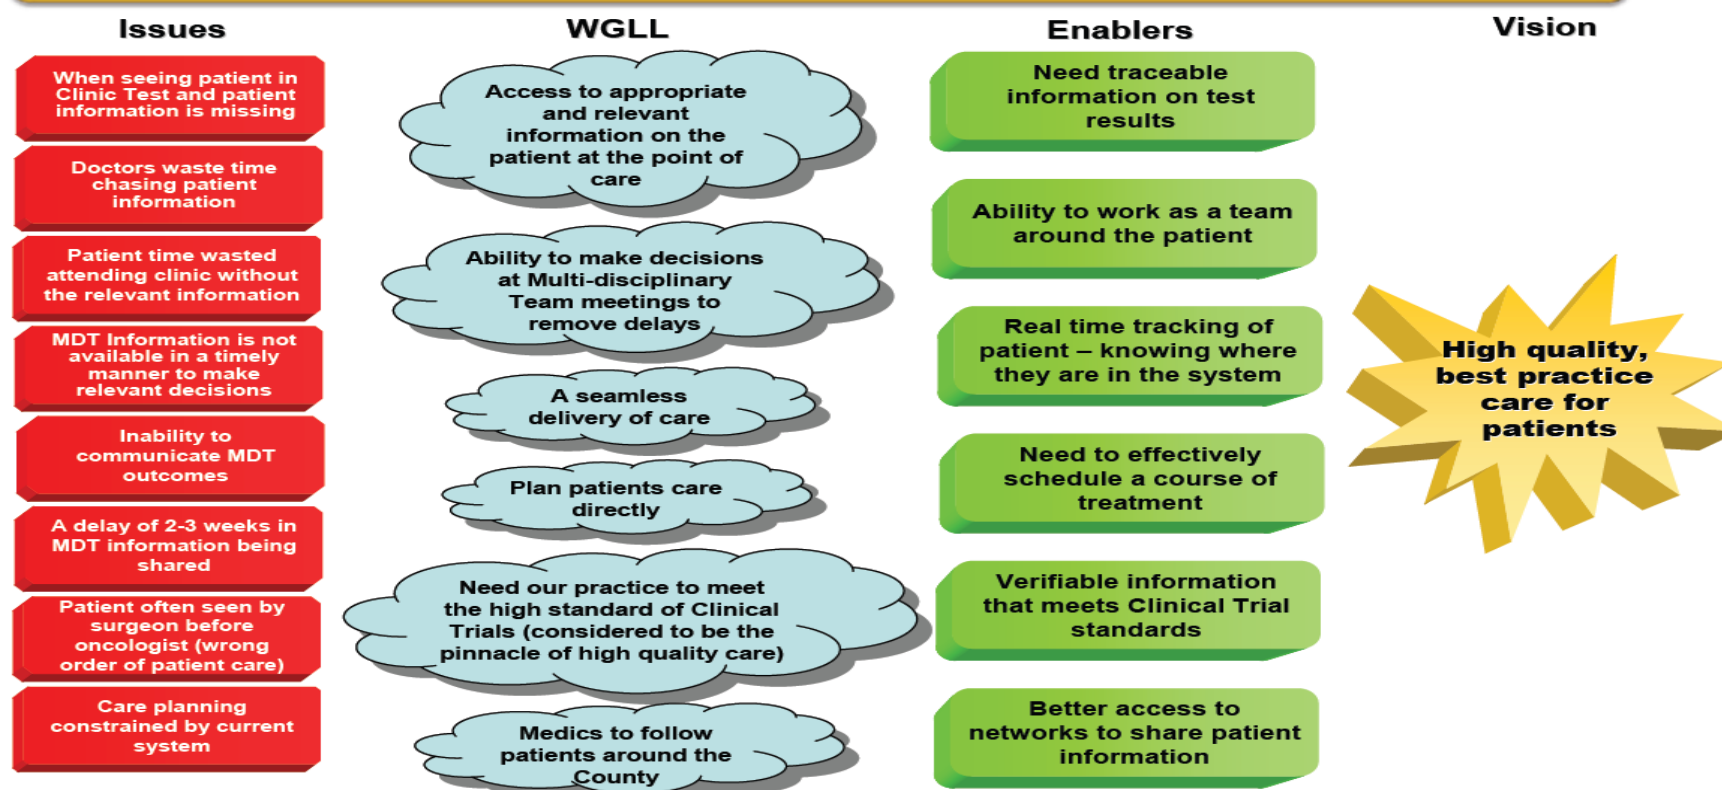 Issues
When seeing patient in
Clinic Test and patient
information is missing
Doctors waste time
chasing patient
information
Patient time wasted
attending clinic without
the relevant information
MDT Information is not
available in a timely
manner to make
relevant decisions
Inability to
communicate MDT
outcomes
A delay of 2-3 weeks in
MDT information being
shared
Patient often seen by
surgeon before
oncologist (wrong
order of patient care)
Care planning
constrained by current
system
WGLL
Access to appropriate
and relevant
information on the
patient at the point of
care
Ability to make decisions
at Multi-disciplinary
Team meetings to
remove delays
A seamless
delivery of care
Plan patients care
directly
Need our practice to meet
the high standard of Clinical
Trials (considered to be the
pinnacle of high quality care)
Medics to follow
patients around the
County
Enablers
Need traceable
information on test
results
Ability to work as a team
around the patient
Real time tracking of
patient – knowing where
they are in the system
Need to effectively
schedule a course of
treatment
Verifiable information
that meets Clinical Trial
standards
Better access to
networks to share patient
information
Vision
High quality,
best practice
care for
patients